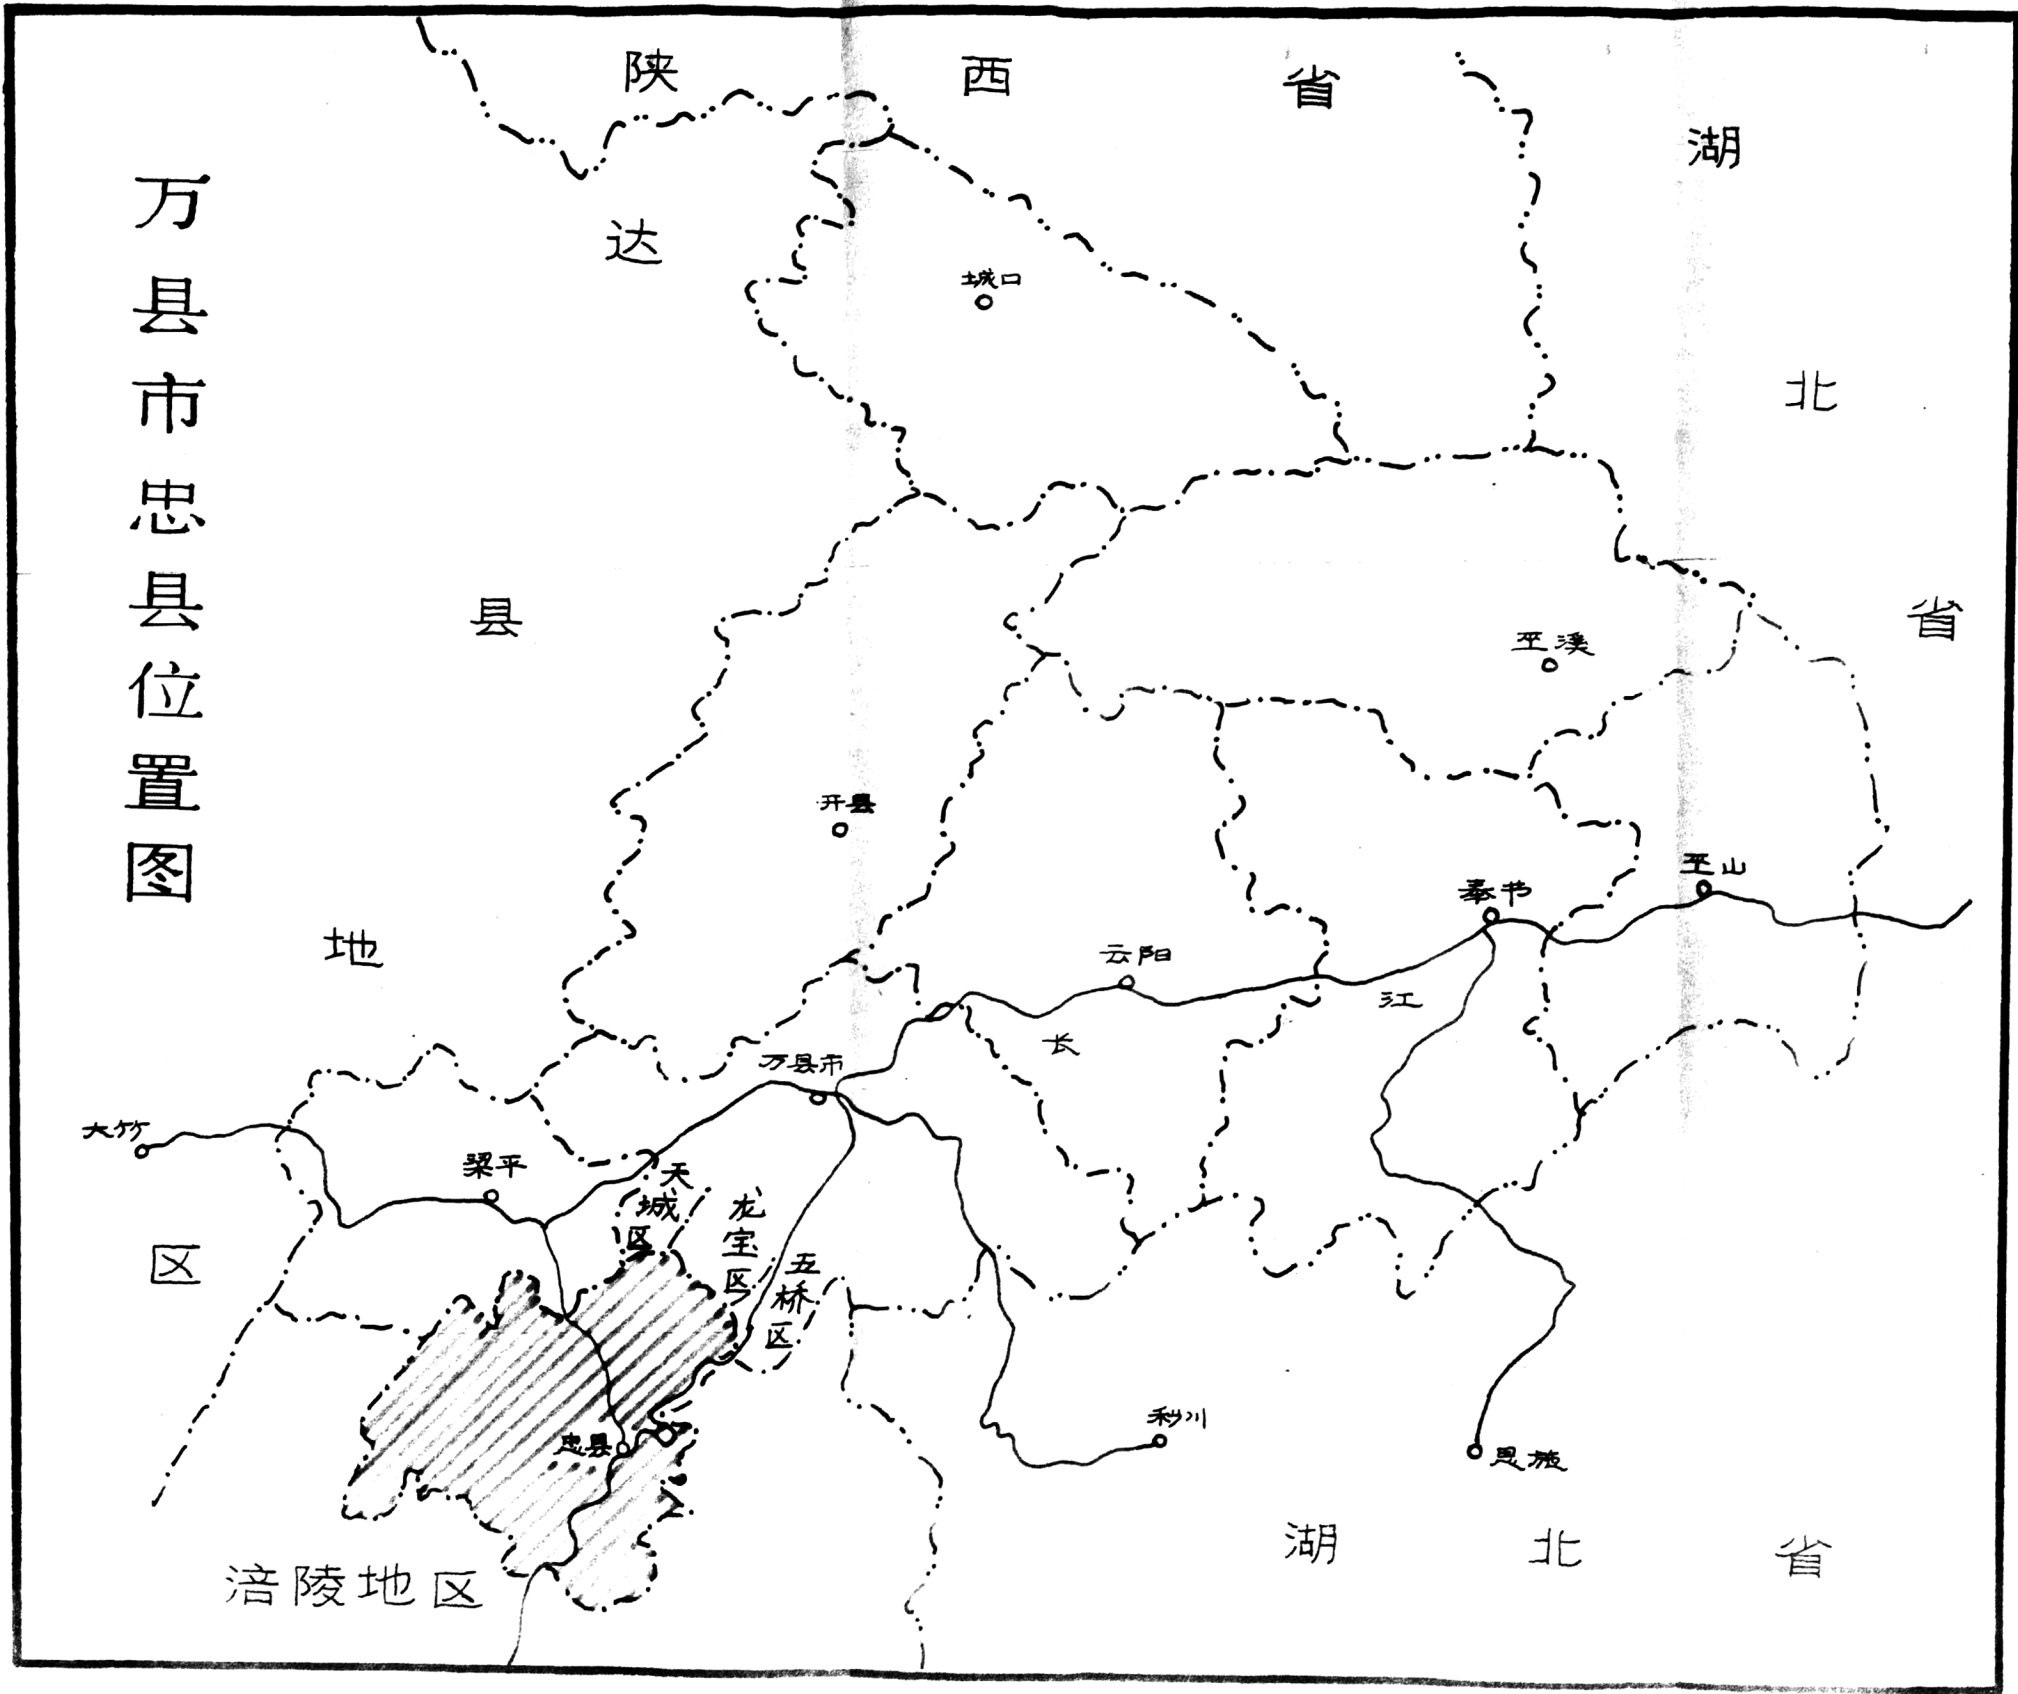 万县市忠县位置图
陕西省
湖北省
达县地区
城口
巫溪
开县
巫山
奉节
云阳
长江
万县市
大竹
梁平
天城区
龙宝区
五桥区
忠县
利川
恩施
涪陵地区
湖北省